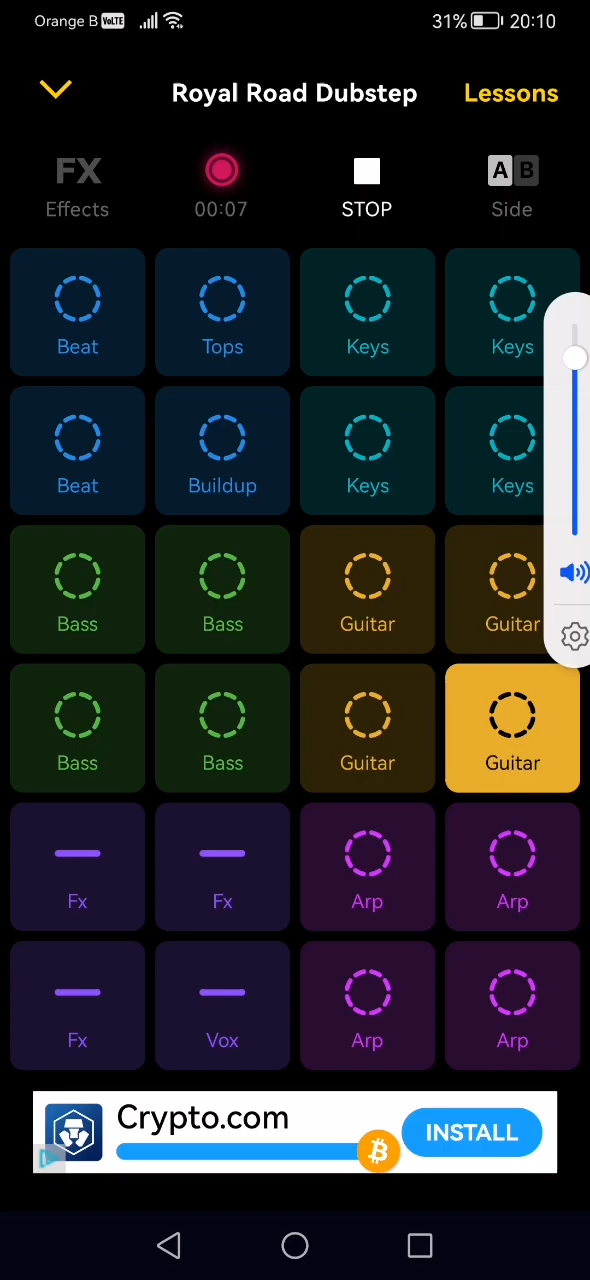 Orange B VoLTE 31% 20:10
Royal Road Dubstep Lessons
FX A B
Effects 00:07 STOP Side
Beat Tops Keys Keys
Beat Buildup Keys Keys
Bass Bass Guitar Guitar
Bass Bass Guitar Guitar
Fx Fx Arp Arp
Fx Vox Arp Arp
Crypto.com
INSTALL